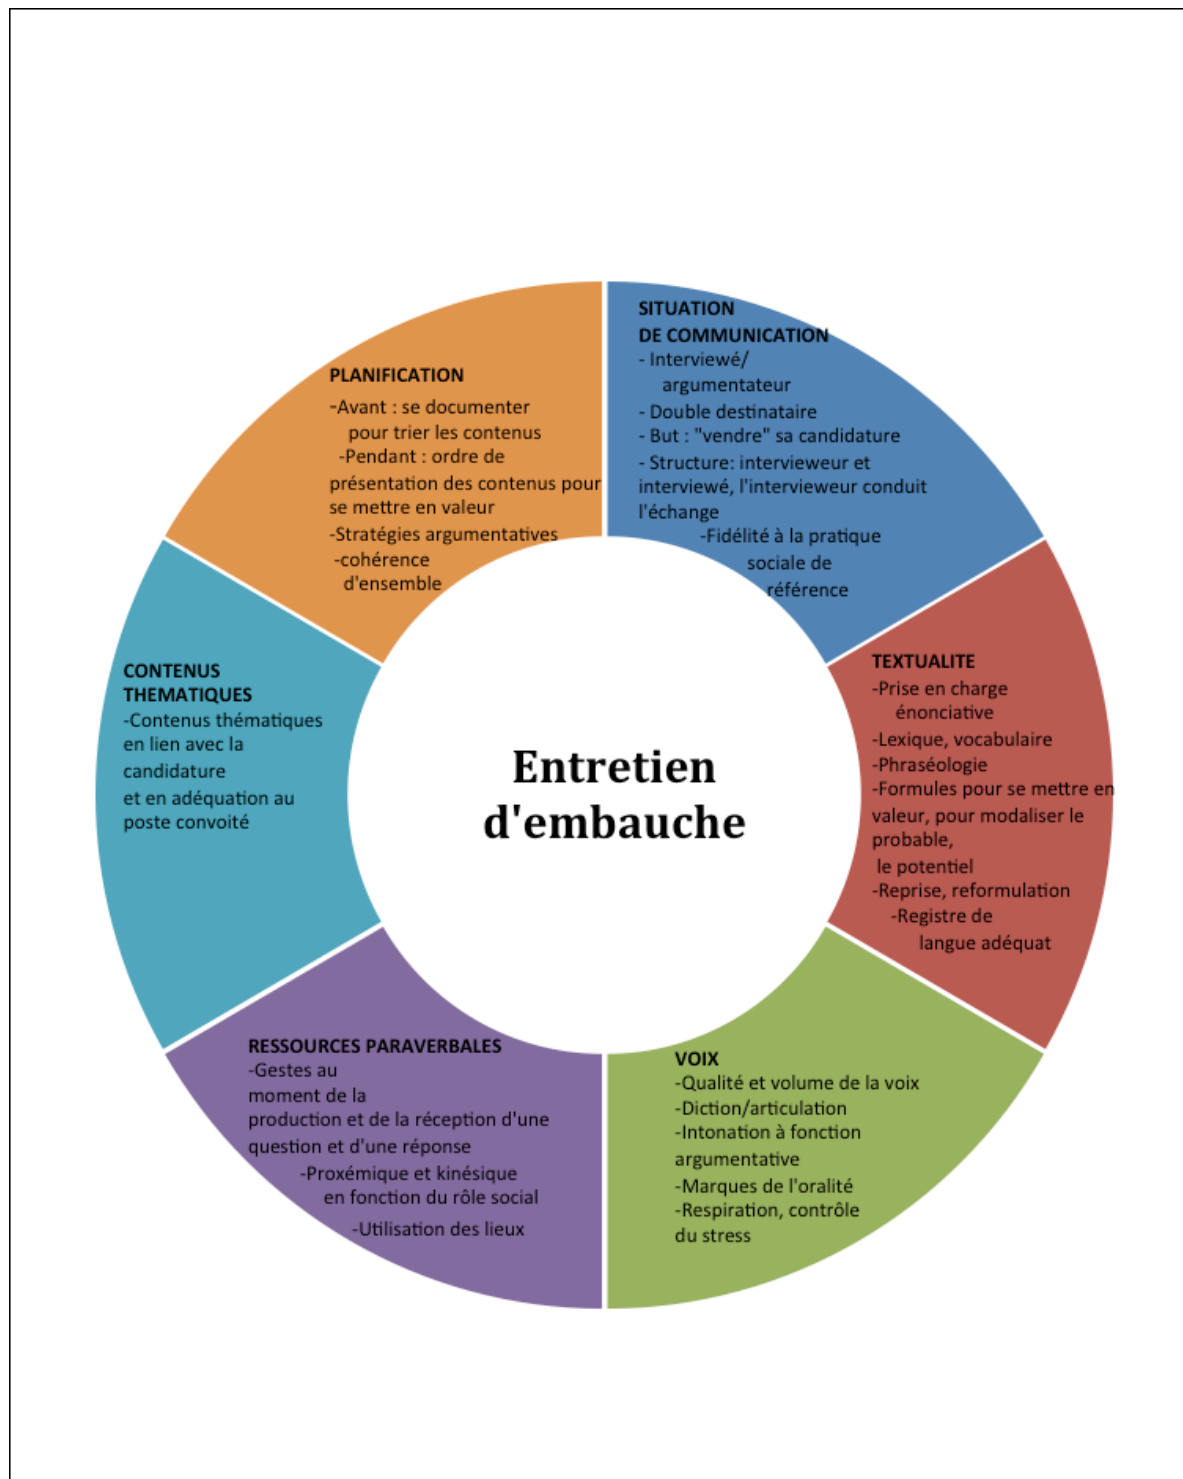 SITUATION
DE COMMUNICATION
- Interviewé/
argumentateur
- Double destinataire
- But : "vendre" sa candidature
- Structure: intervieweur et
interviewé, l'intervieweur conduit
l'échange
-Fidélité à la pratique
sociale de
référence
TEXTUALITE
-Prise en charge
énonciative
-Lexique, vocabulaire
-Phraséologie
-Formules pour se mettre en
valeur, pour modaliser le
probable,
le potentiel
-Reprise, reformulation
-Registre de
langue adéquat
VOIX
-Qualité et volume de la voix
-Diction/articulation
-Intonation à fonction
argumentative
-Marques de l'oralité
-Respiration, contrôle
du stress
RESSOURCES PARAVERBALES
-Gestes au
moment de la
production et de la réception d'une
question et d'une réponse
-Proxémique et kinésique
en fonction du rôle social
-Utilisation des lieux
CONTENUS
THEMATIQUES
-Contenus thématiques
en lien avec la
candidature
et en adéquation au
poste convoité
PLANIFICATION
-Avant : se documenter
pour trier les contenus
-Pendant : ordre de
présentation des contenus pour
se mettre en valeur
-Stratégies argumentatives
-cohérence
d'ensemble
Entretien
d'embauche